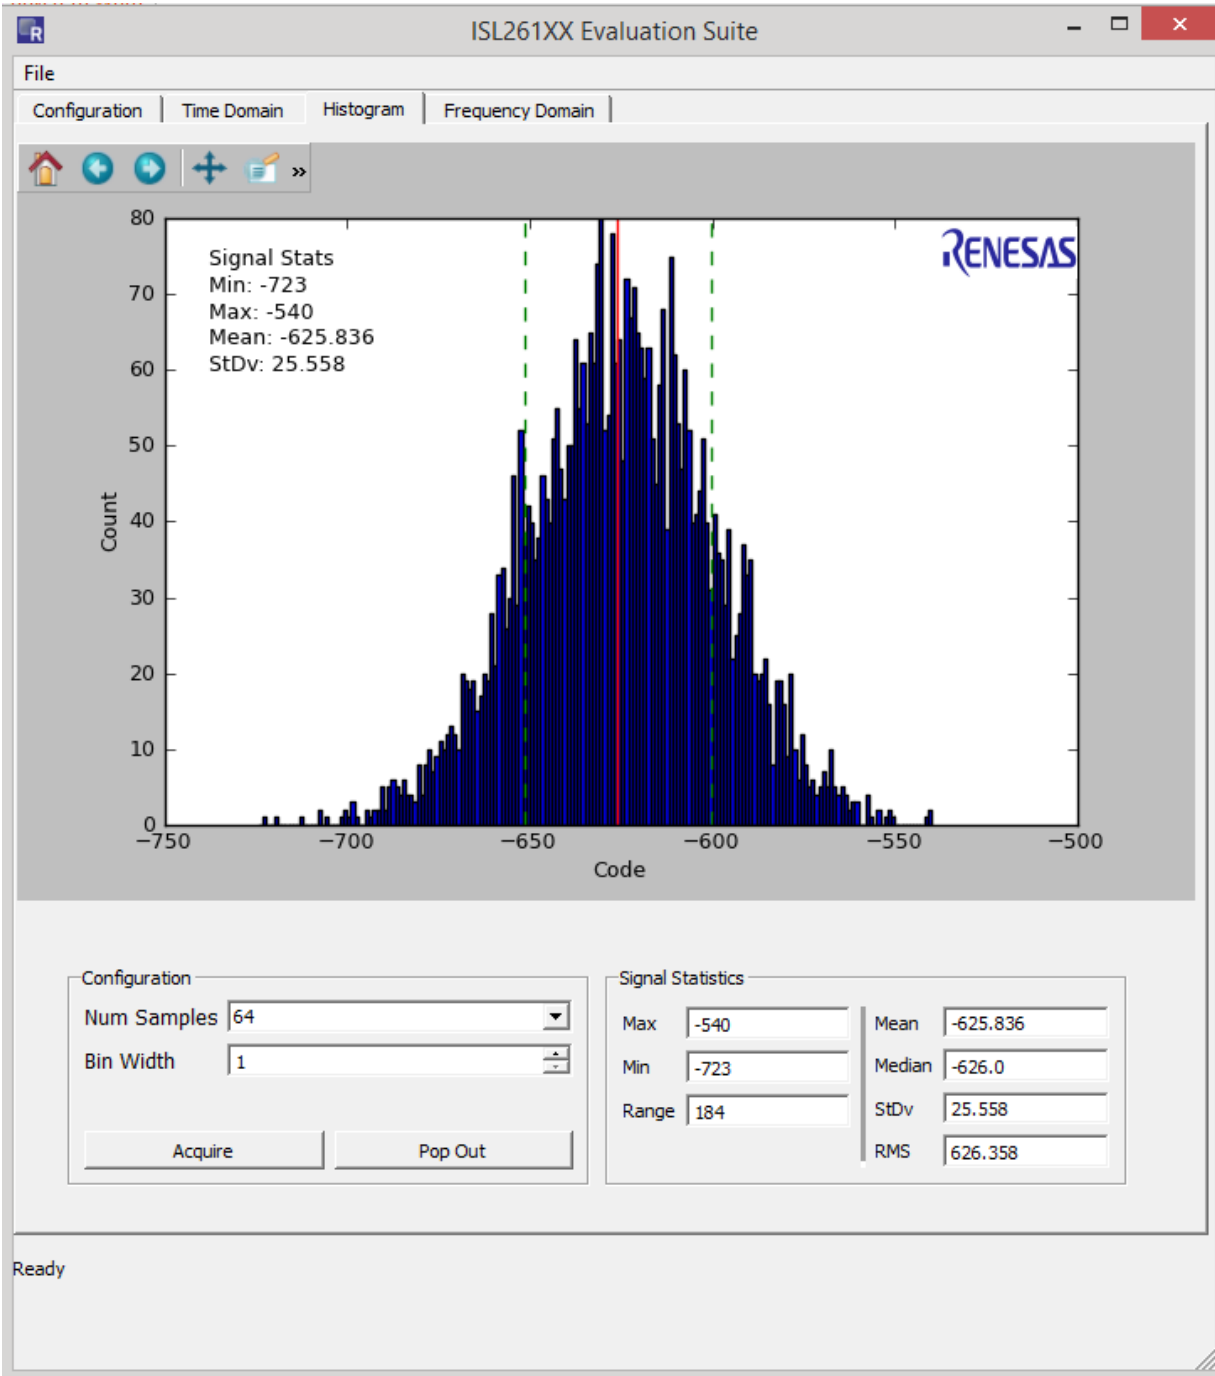 ISL261XX Evaluation Suite
File
Configuration Time Domain Histogram Frequency Domain
»
RENESAS
Signal Stats
Min: -723
Max: -540
Mean: -625.836
StDv: 25.558
80
70
60
50
40
30
20
10
0
Count
−750 −700 −650 −600 −550 −500
Code
Configuration
Num Samples 64
Bin Width 1
Acquire Pop Out
Signal Statistics
Max -540
Min -723
Range 184
Mean -625.836
Median -626.0
StDv 25.558
RMS 626.358
Ready